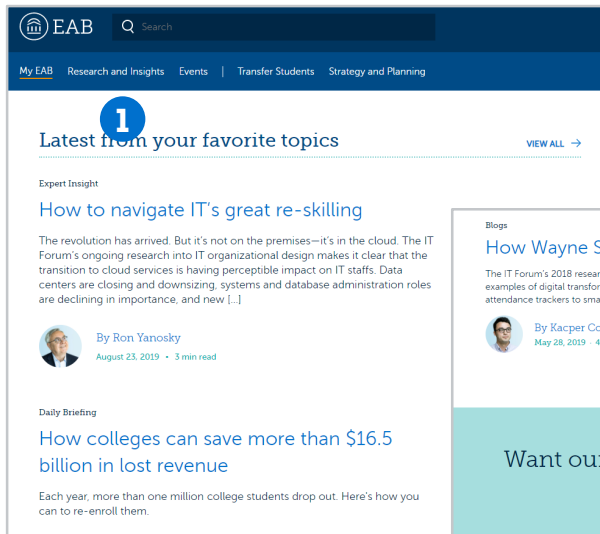 EAB
Search
My EAB Research and Insights Events | Transfer Students Strategy and Planning
1
Latest from your favorite topics
VIEW ALL →
Expert Insight
How to navigate IT's great re-skilling
The revolution has arrived. But it's not on the premises—it's in the cloud. The IT
Forum's ongoing research into IT organizational design makes it clear that the
transition to cloud services is having perceptible impact on IT staffs. Data
centers are closing and downsizing, systems and database administration roles
are declining in importance, and new [...]
By Ron Yanosky
August 23, 2019 • 3 min read
Daily Briefing
How colleges can save more than $16.5
billion in lost revenue
Each year, more than one million college students drop out. Here's how you
can to re-enroll them.
Blogs
How Wayne S
The IT Forum's 2018 resear
examples of digital transfor
attendance trackers to sma
By Kacper Co
May 28, 2019 · 4
Want our